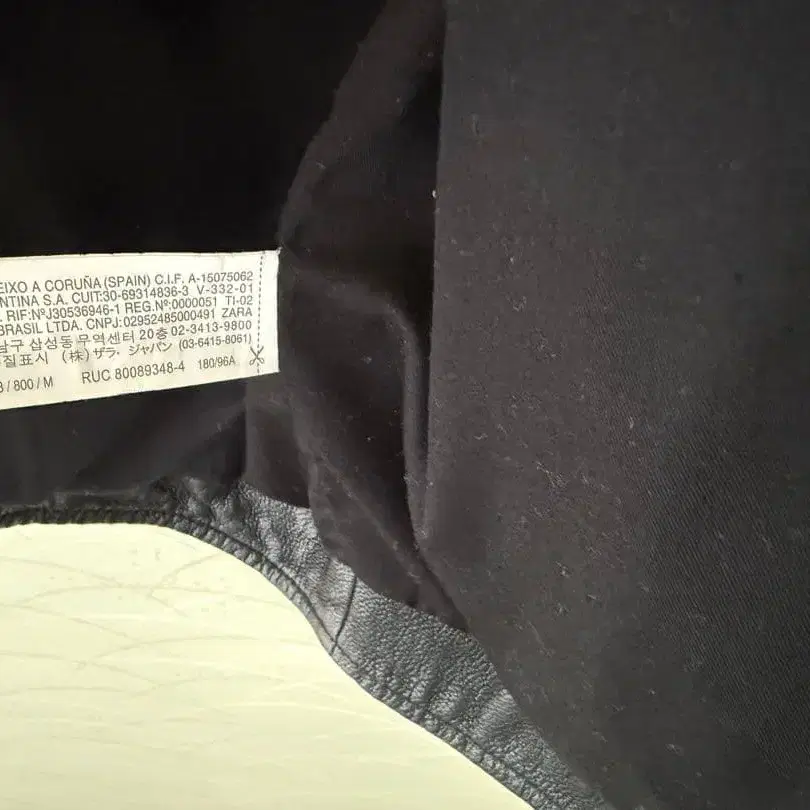 EIXO A CORUÑA (SPAIN) C.I.F. A-15075062
NTINA S.A. CUIT:30-69314836-3 V-332-01
RIF:NºJ30536946-1 REG.Nº:0000051 TI-02
BRASIL LTDA. CNPJ:02952485000491 ZARA
남구 삼성동 무역센터 20층 02-3413-9800
질표시 (株) ザラ・ジャパン (03-6415-8061)
/ 800 / M RUC 80089348-4 180/96A